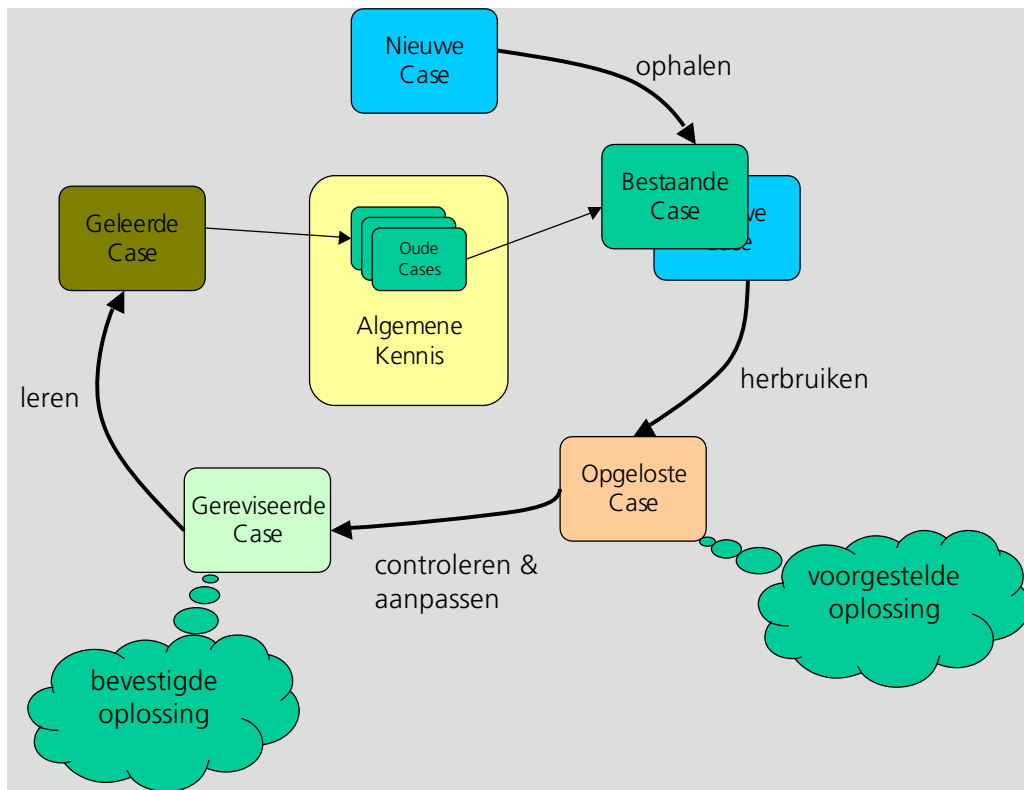 Nieuwe
Case
ophalen
Bestaande
Case
Geleerde
Case
Oude
Cases
Algemene
Kennis
herbruiken
leren
Opgeloste
Case
Gereviseerde
Case
controleren &
aanpassen
voorgestelde
oplossing
bevestigde
oplossing